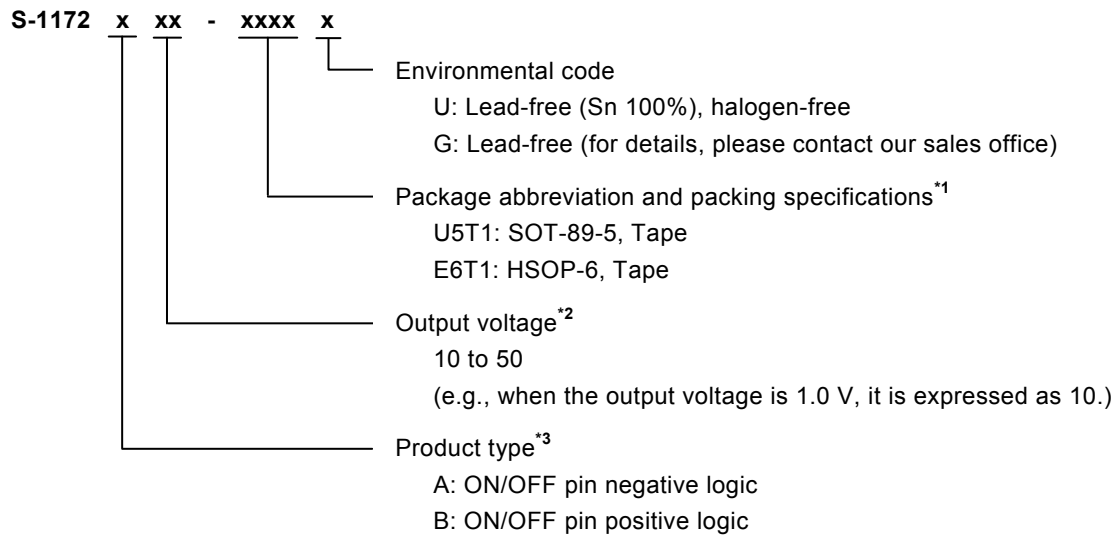 S-1172 x xx - xxxx x
Environmental code
U: Lead-free (Sn 100%), halogen-free
G: Lead-free (for details, please contact our sales office)
Package abbreviation and packing specifications*1
U5T1: SOT-89-5, Tape
E6T1: HSOP-6, Tape
Output voltage*2
10 to 50
(e.g., when the output voltage is 1.0 V, it is expressed as 10.)
Product type*3
A: ON/OFF pin negative logic
B: ON/OFF pin positive logic